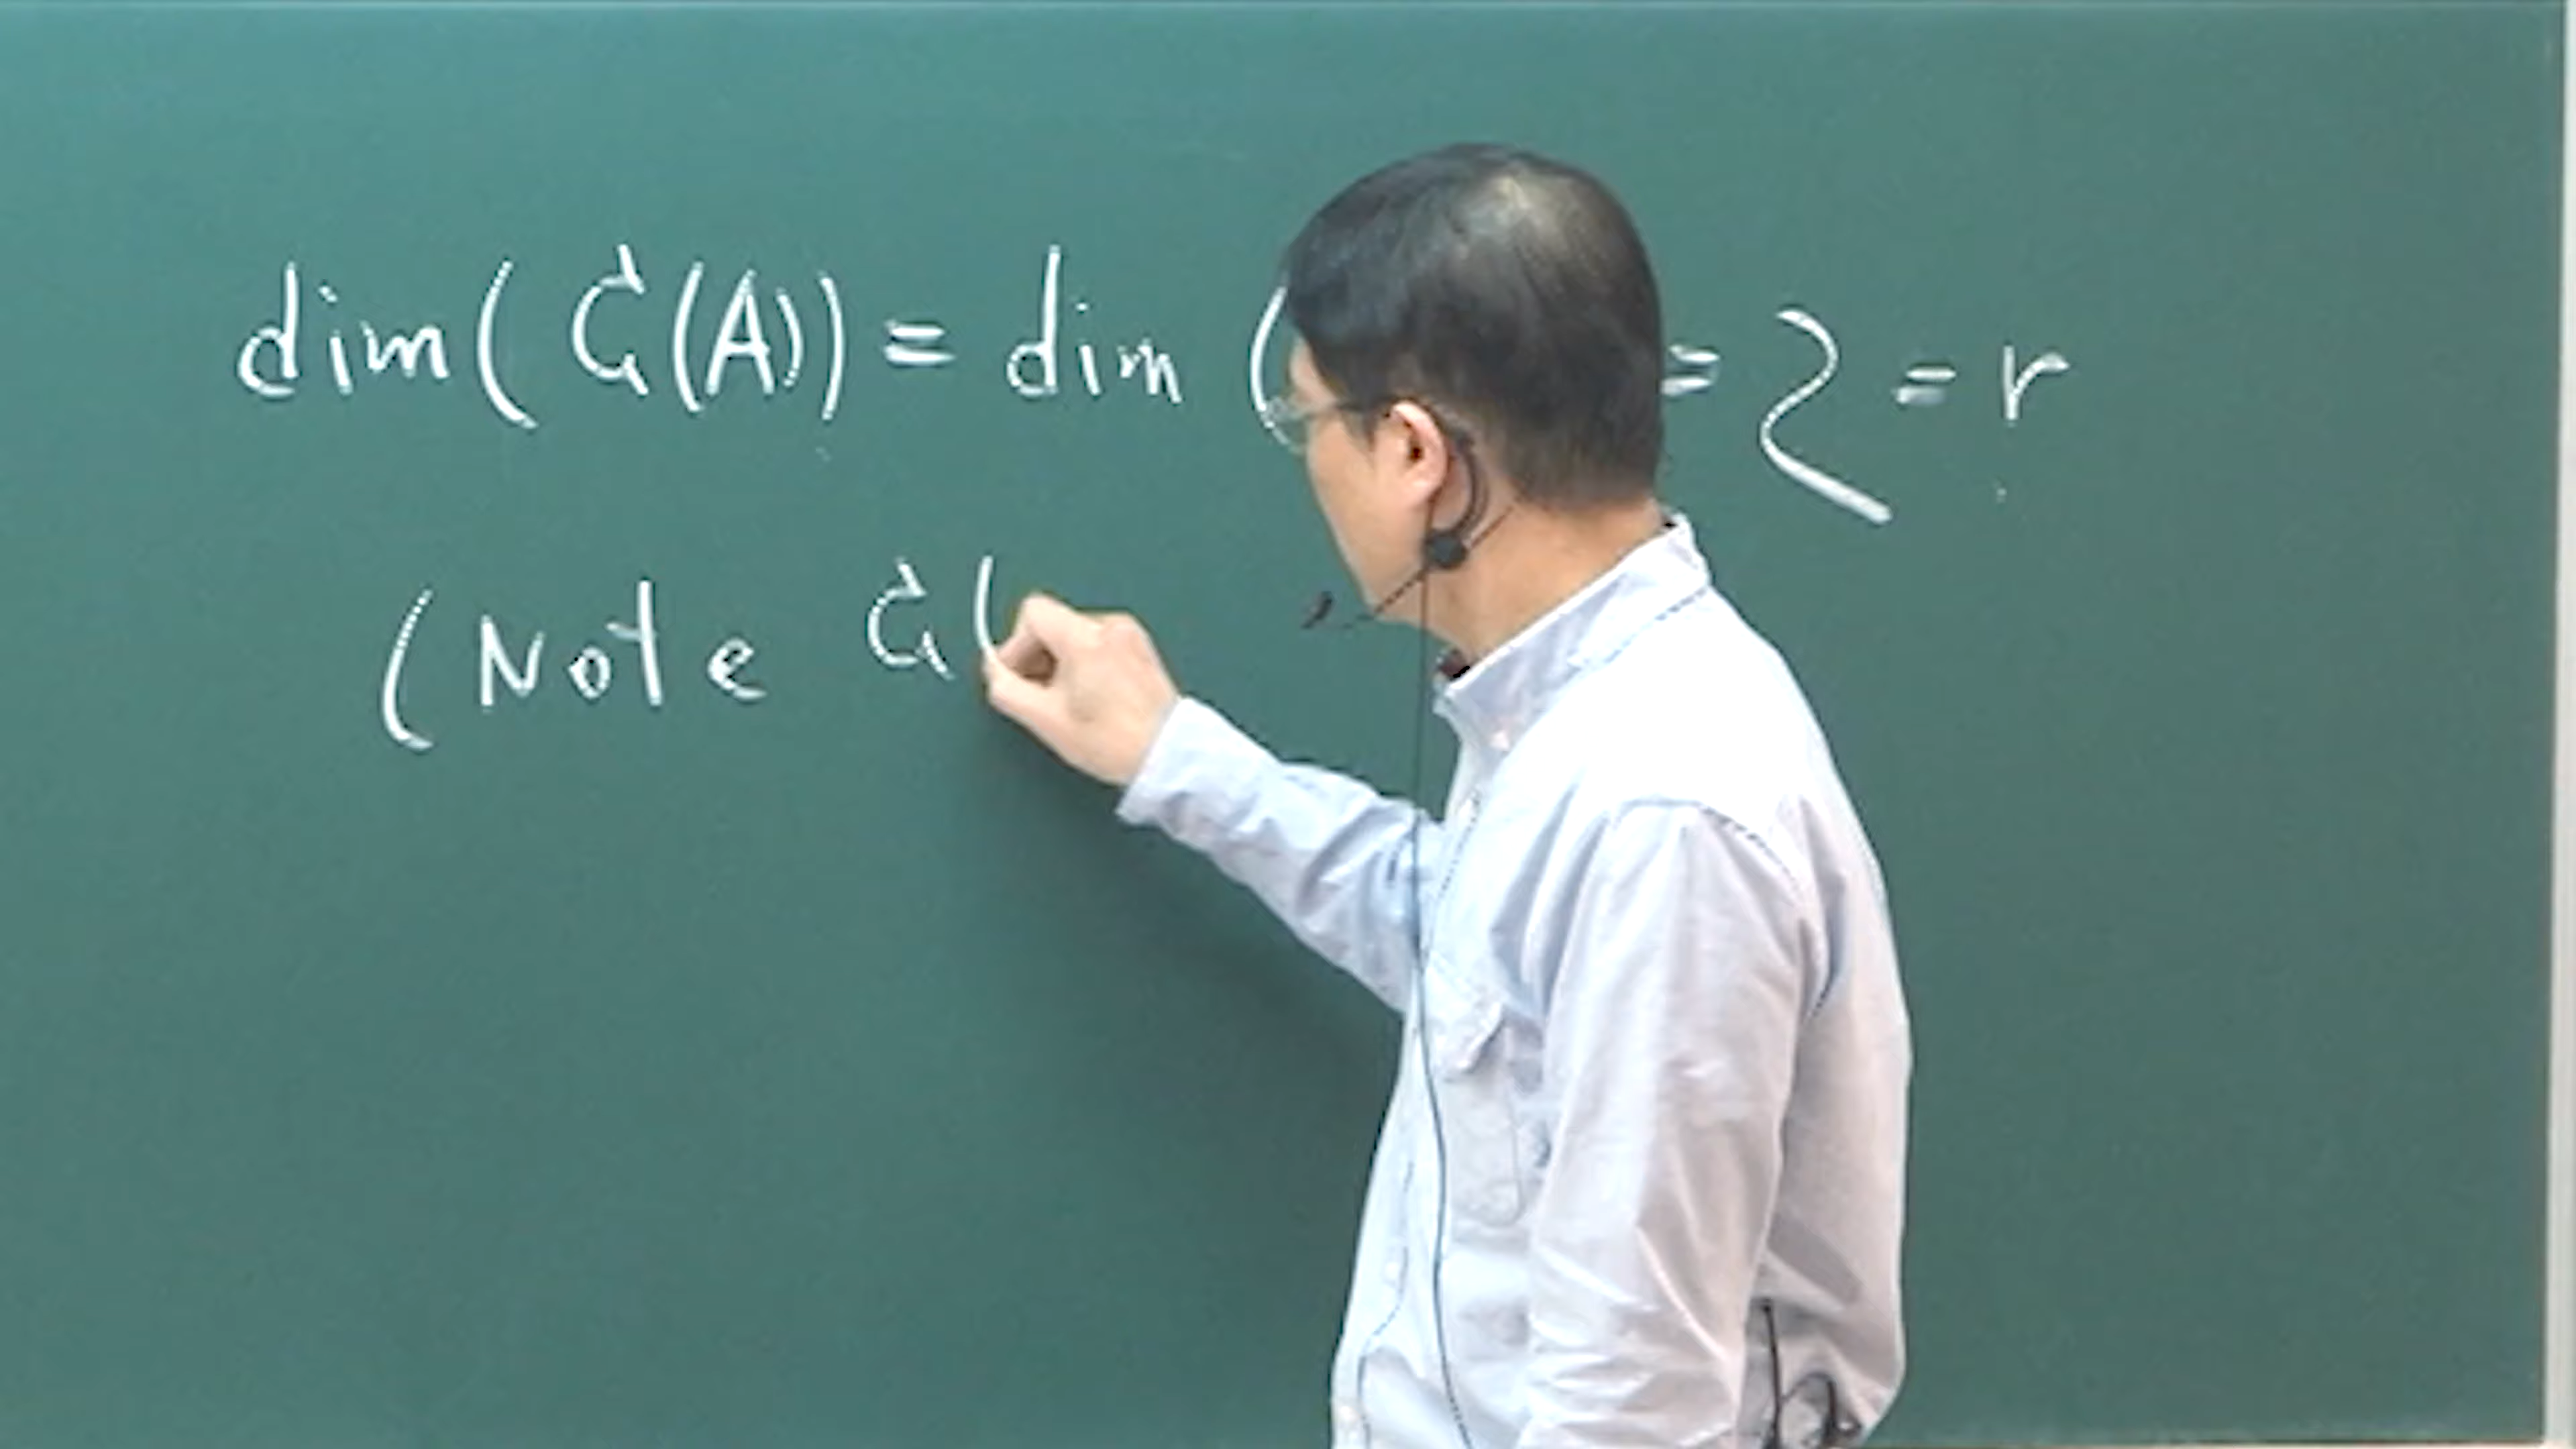 dim( C(A)) = dim ( = 2 = r
(Note C(